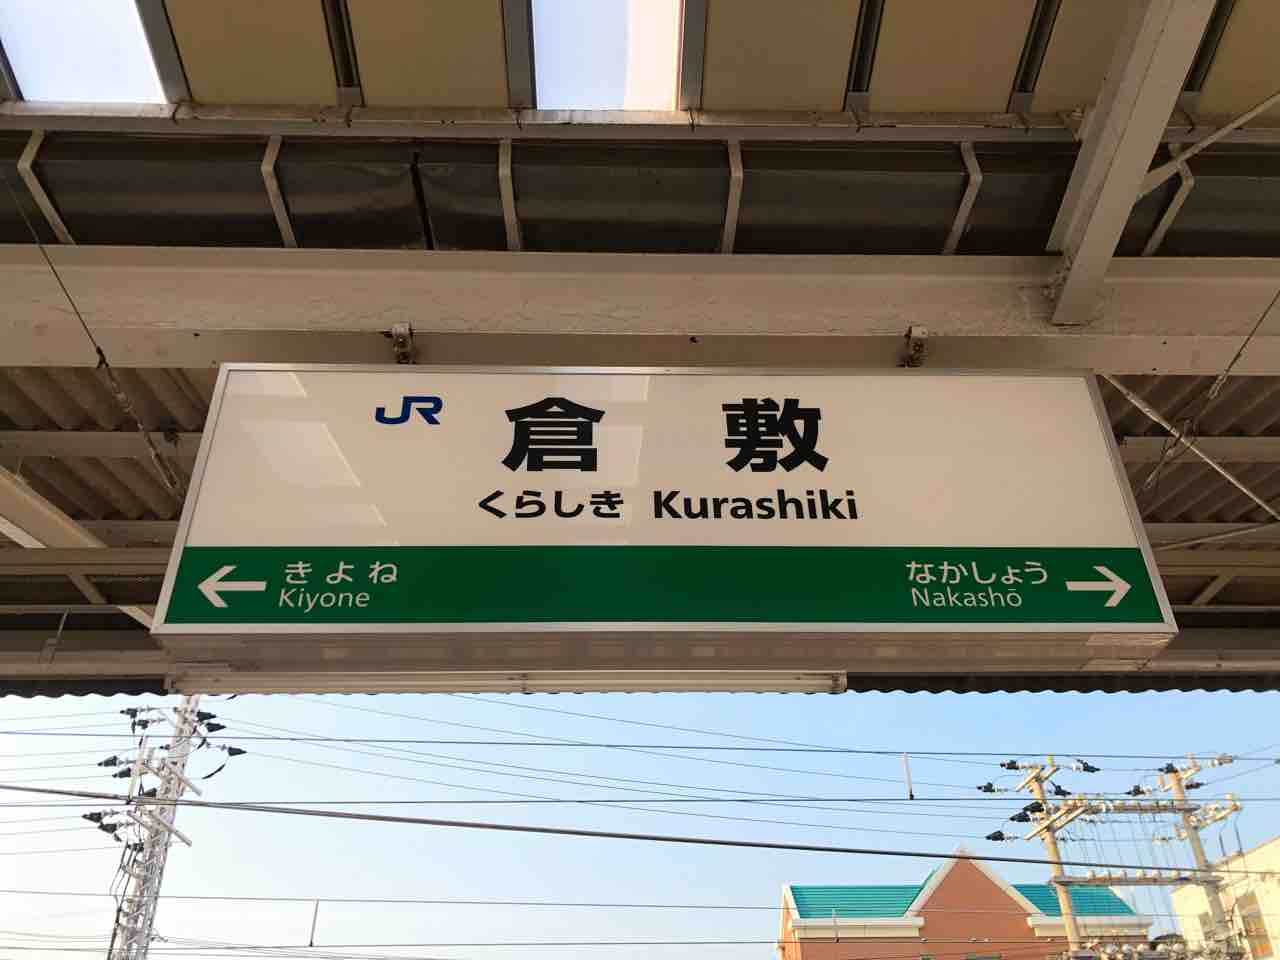 JR 倉敷
くらしき Kurashiki
← きよね なかしょう →
Kiyone Nakashō